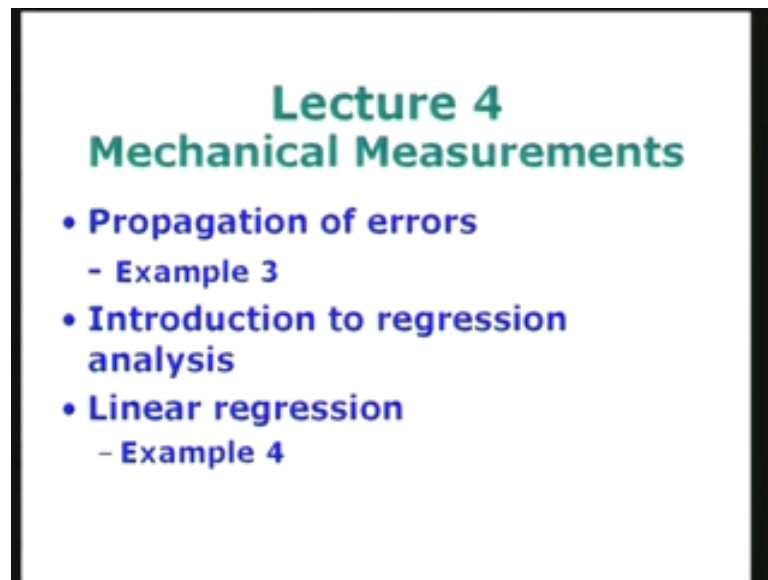 Lecture 4
Mechanical Measurements
• Propagation of errors
- Example 3
• Introduction to regression
analysis
• Linear regression
– Example 4